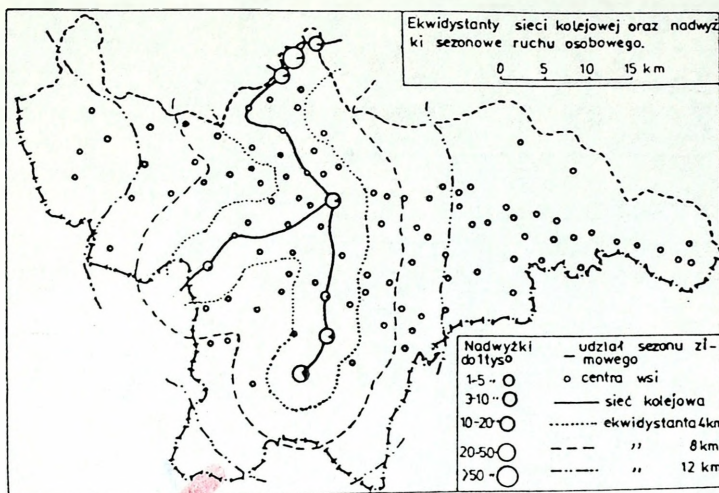 Ekwidystanty sieci kolejowej oraz nadwyż
ki sezonowe ruchu osobowego.
0 5 10 15 km
Nadwyżki
do 1 tys
1-5 -"-
3-10 -"-
10-20 -"-
20-50 -"-
>50 -"-
udział sezonu zi-
mowego
centra wsi
sieć kolejowa
ekwidystanta 4km
" 8km
" 12 km